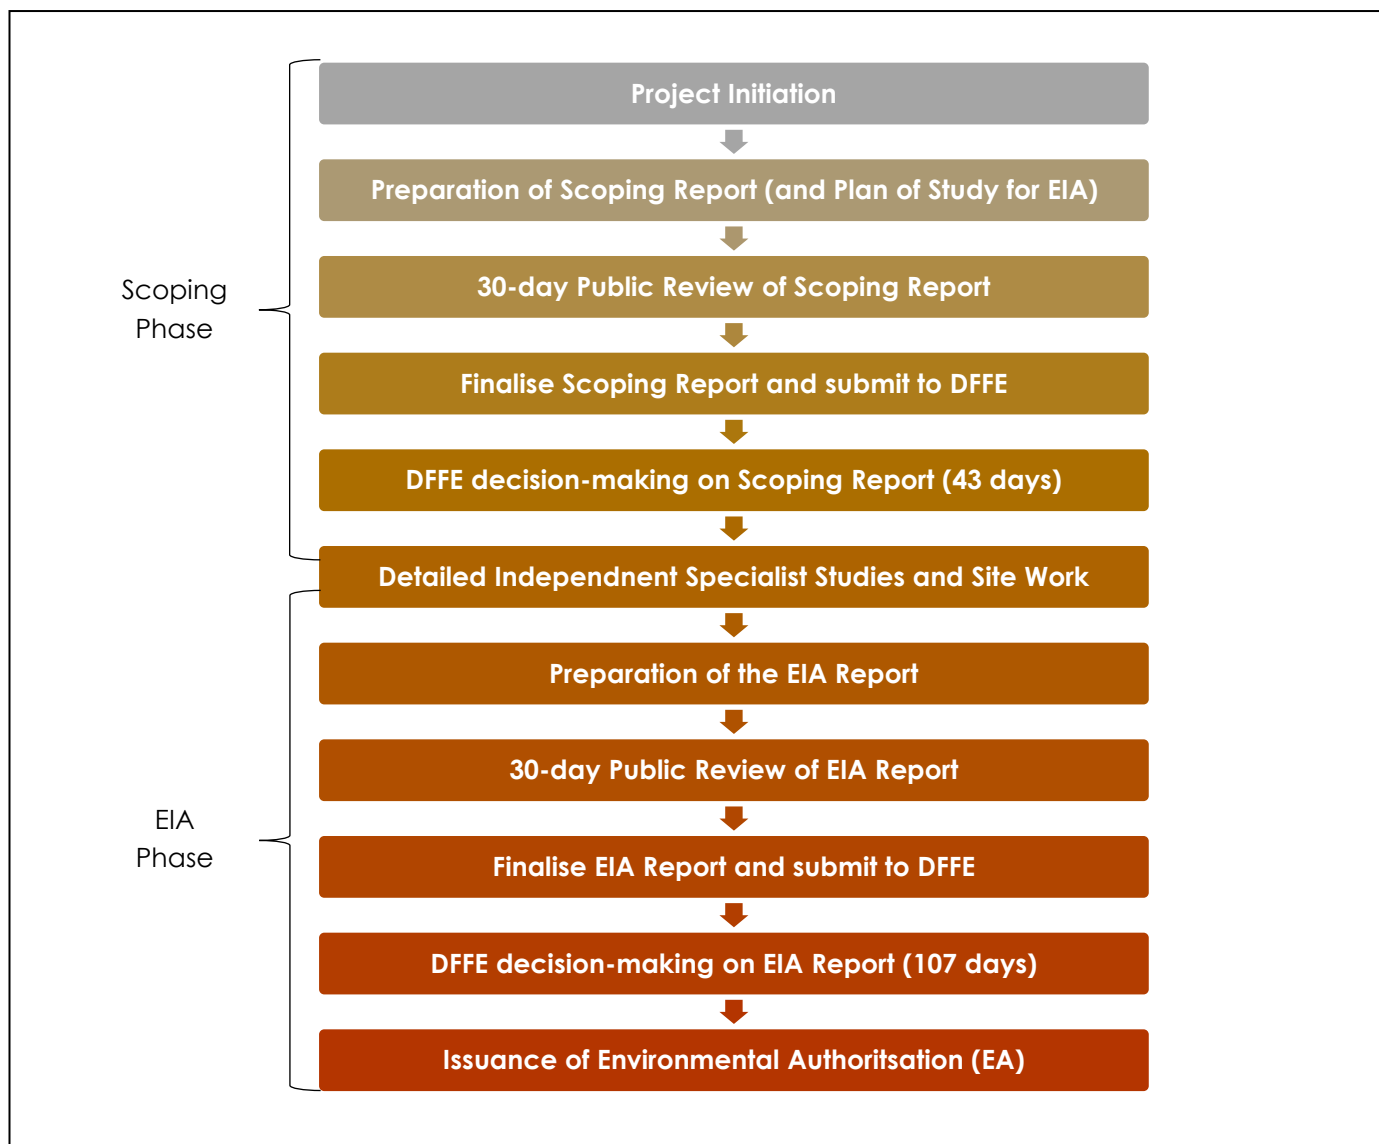 Project Initiation
Preparation of Scoping Report (and Plan of Study for EIA)
30-day Public Review of Scoping Report
Scoping
Phase
Finalise Scoping Report and submit to DFFE
DFFE decision-making on Scoping Report (43 days)
Detailed Independnent Specialist Studies and Site Work
Preparation of the EIA Report
30-day Public Review of EIA Report
EIA
Phase
Finalise EIA Report and submit to DFFE
DFFE decision-making on EIA Report (107 days)
Issuance of Environmental Authoritsation (EA)